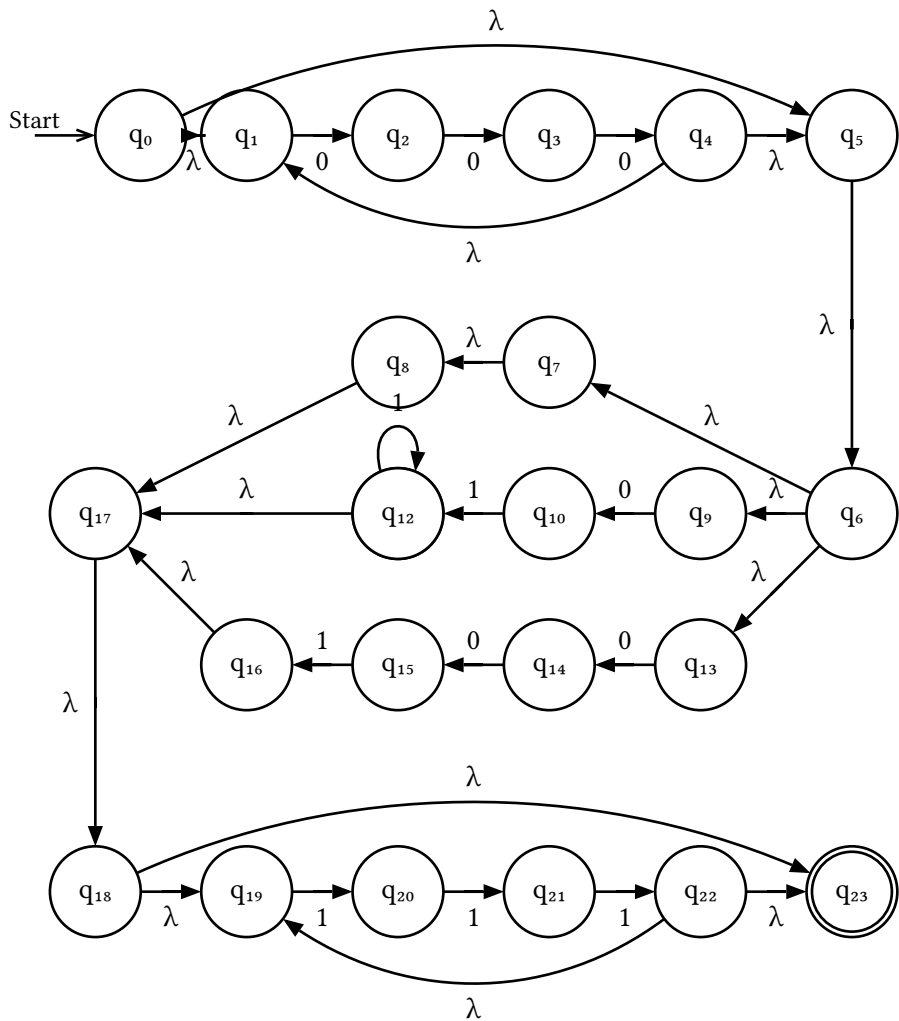 λ
Start
q₀ q₁ q₂ q₃ q₄ q₅
λ 0 0 0 λ
λ
λ
q₈ λ q₇
1
λ λ
q₁₇ λ q₁₂ 1 q₁₀ 0 q₉ λ q₆
λ λ
q₁₆ 1 q₁₅ 0 q₁₄ 0 q₁₃
λ
λ
q₁₈ q₁₉ q₂₀ q₂₁ q₂₂ q₂₃
λ 1 1 1 λ
λ